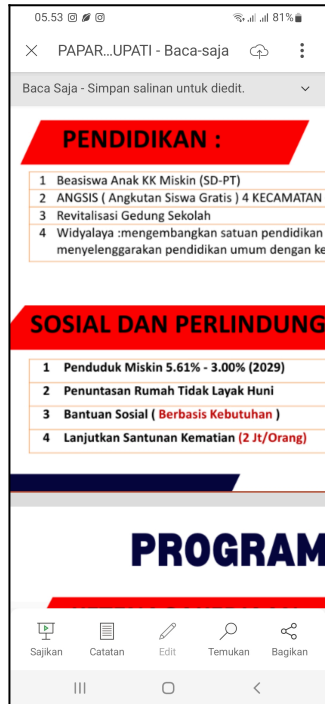 05.53 81%
PAPAR...UPATI - Baca-saja
Baca Saja - Simpan salinan untuk diedit.
PENDIDIKAN :
1 Beasiswa Anak KK Miskin (SD-PT)
2 ANGSIS ( Angkutan Siswa Gratis ) 4 KECAMATAN
3 Revitalisasi Gedung Sekolah
4 Widyalaya :mengembangkan satuan pendidikan
menyelenggarakan pendidikan umum dengan ke
SOSIAL DAN PERLINDUNG
1 Penduduk Miskin 5.61% - 3.00% (2029)
2 Penuntasan Rumah Tidak Layak Huni
3 Bantuan Sosial ( Berbasis Kebutuhan )
4 Lanjutkan Santunan Kematian (2 Jt/Orang)
PROGRAM
Sajikan Catatan Edit Temukan Bagikan